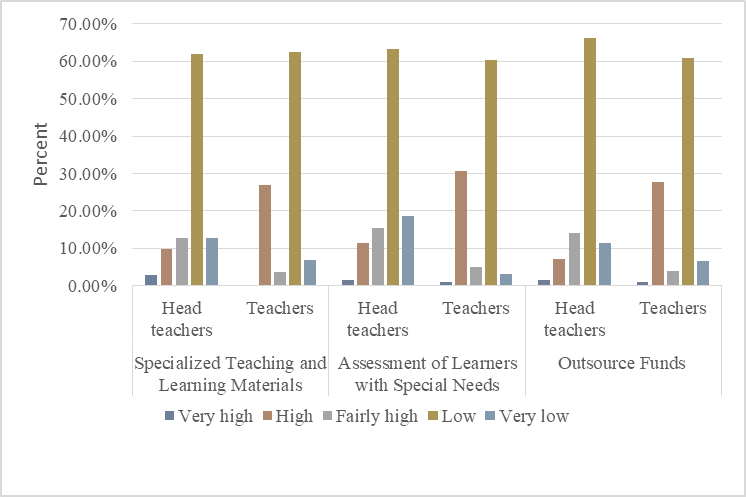 70.00%
60.00%
50.00%
40.00%
30.00%
20.00%
10.00%
0.00%
Percent
Head
teachers
Teachers
Head
teachers
Teachers
Head
teachers
Teachers
Specialized Teaching and
Learning Materials
Assessment of Learners
with Special Needs
Outsource Funds
Very high
High
Fairly high
Low
Very low